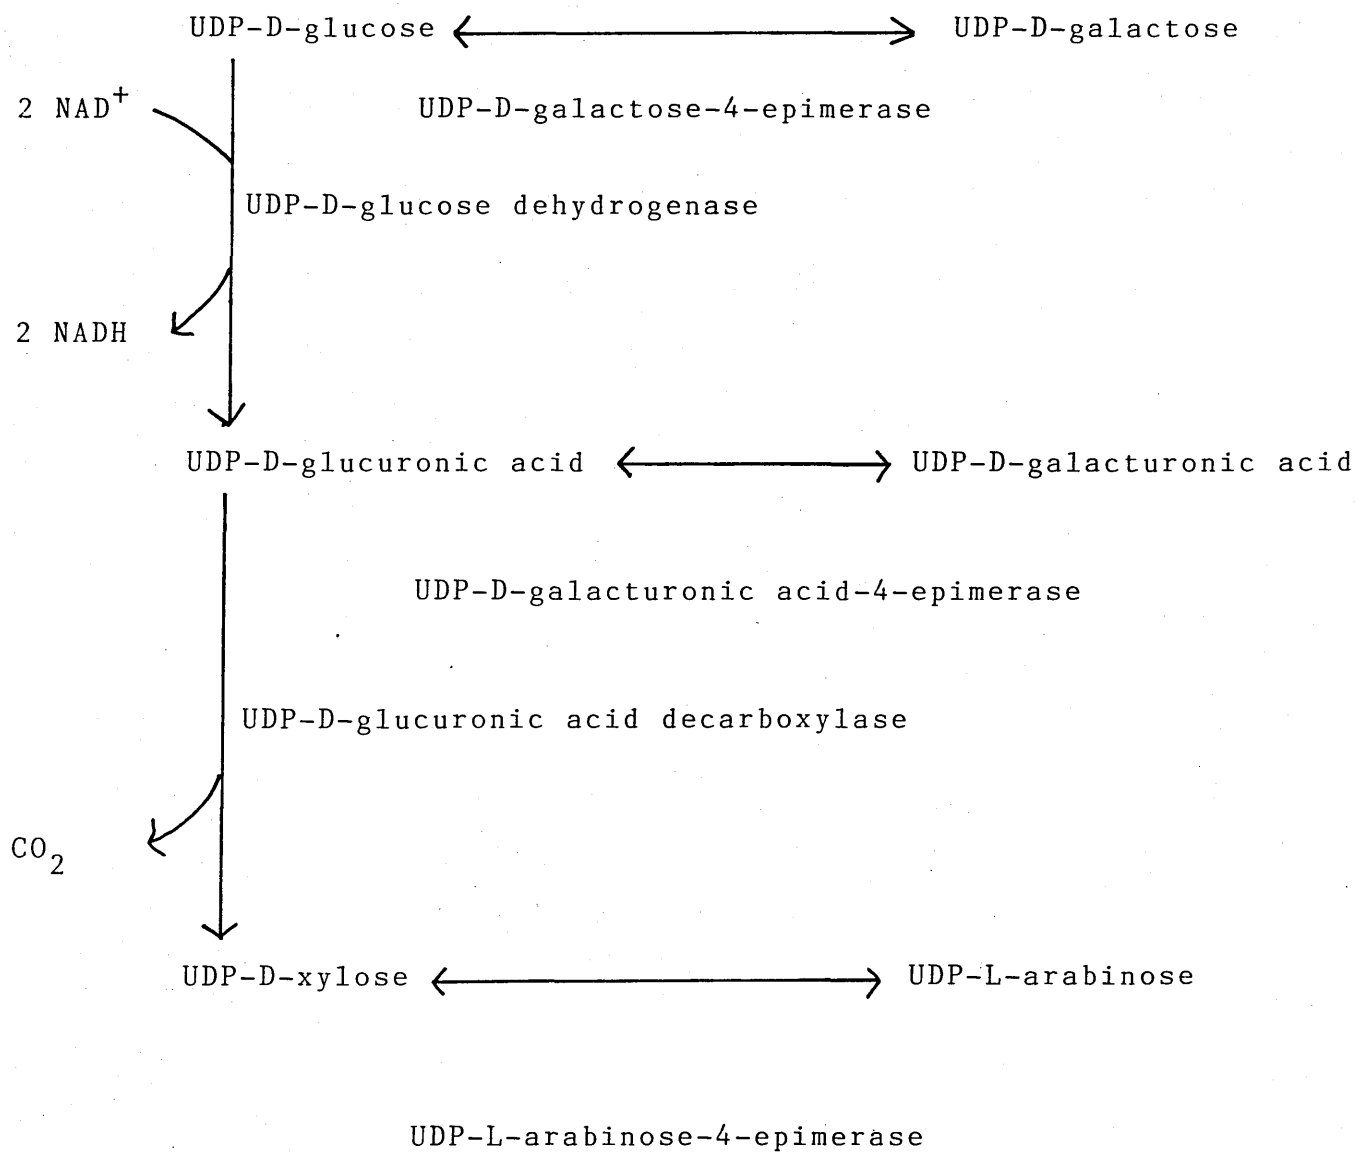 UDP-D-glucose UDP-D-galactose
2 NAD+
UDP-D-galactose-4-epimerase
UDP-D-glucose dehydrogenase
2 NADH
UDP-D-glucuronic acid UDP-D-galacturonic acid
UDP-D-galacturonic acid-4-epimerase
UDP-D-glucuronic acid decarboxylase
CO2
UDP-D-xylose UDP-L-arabinose
UDP-L-arabinose-4-epimerase